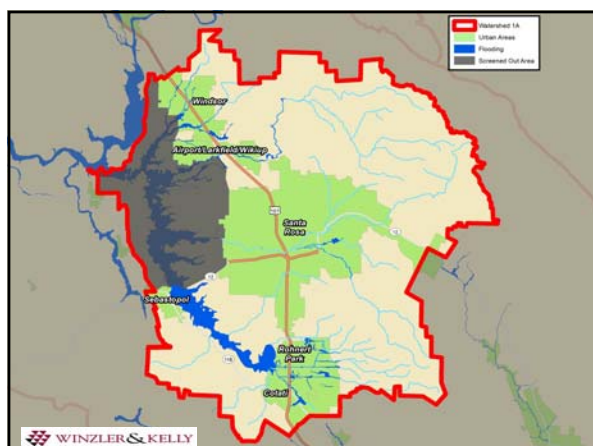 Watershed 1A
Urban Areas
Flooding
Screened Out Area
Windsor
Airport/Larkfield/Wikiup
Santa
Rosa
Sebastopol
Rohnert
Park
Cotati
WINZLER & KELLY